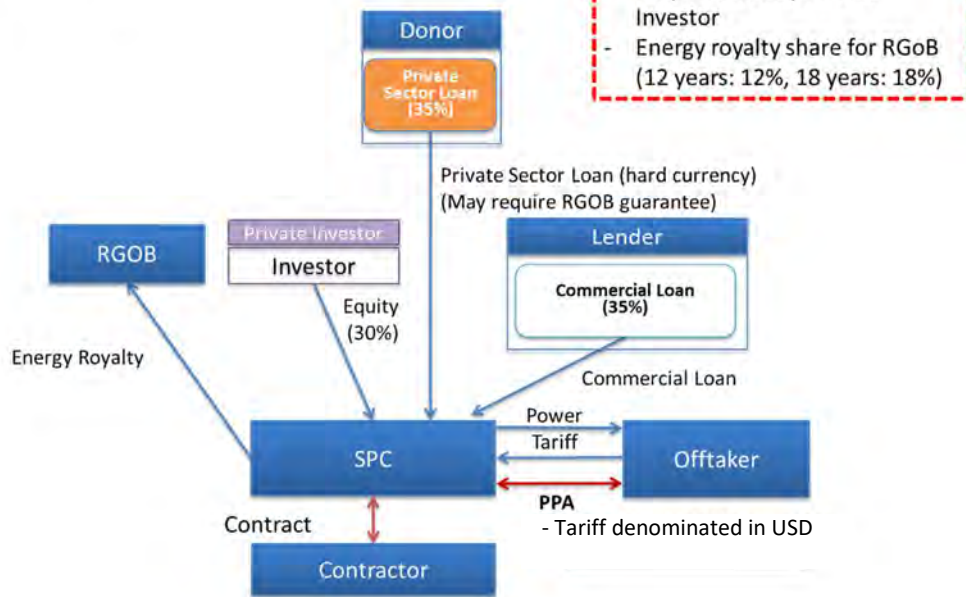 Investor
- Energy royalty share for RGoB
(12 years: 12%, 18 years: 18%)
Donor
Private
Sector Loan
(35%)
Private Sector Loan (hard currency)
(May require RGOB guarantee)
RGOB
Private Investor
Investor
Lender
Commercial Loan
(35%)
Equity
(30%)
Energy Royalty
Commercial Loan
SPC
Power
Tariff
Offtaker
PPA
- Tariff denominated in USD
Contract
Contractor